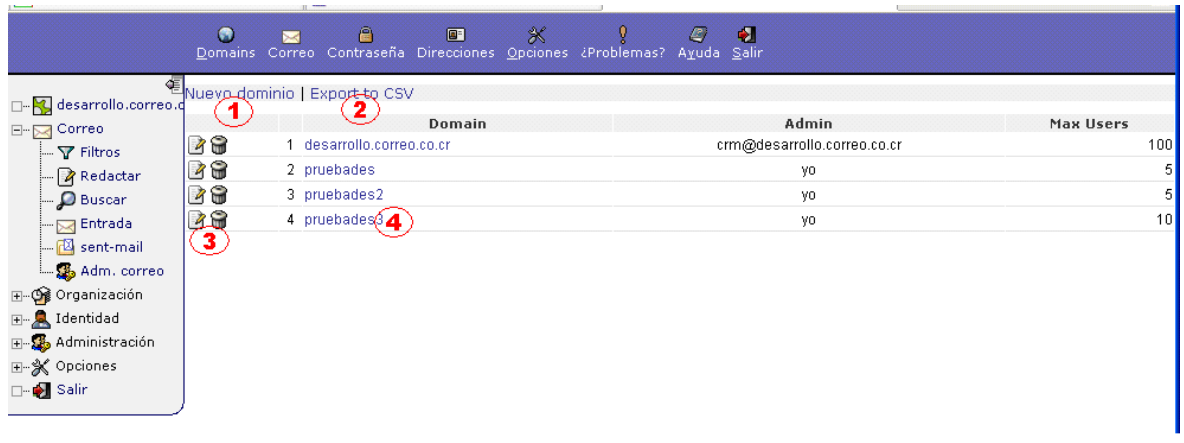 Domains Correo Contraseña Direcciones Opciones ¿Problemas? Ayuda Salir
desarrollo.correo.c
Correo
Filtros
Redactar
Buscar
Entrada
sent-mail
Adm. correo
Organización
Identidad
Administración
Opciones
Salir
Nuevo dominio | Export to CSV
1
2
Domain Admin Max Users
1 desarrollo.correo.co.cr crm@desarrollo.correo.co.cr 100
2 pruebades yo 5
3 pruebades2 yo 5
4 pruebades3 yo 10
4
3